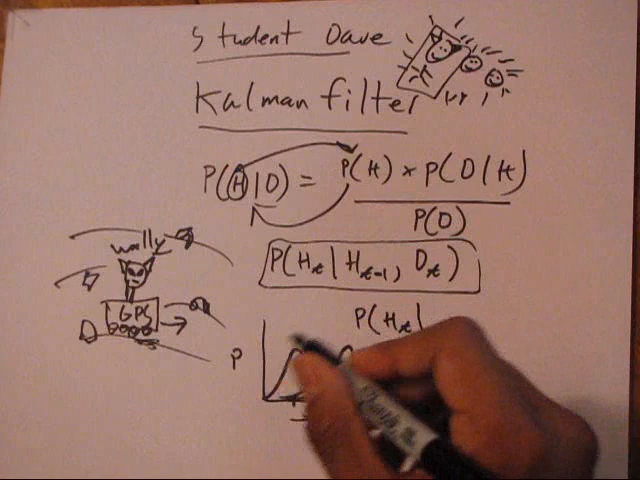 Student Dave
Kalman filter
P(H|D) = P(H) × P(D|H)
P(D)
P(Hₜ|Hₜ₋₁, Dₜ)
wally
GPS
D
P(Hₜ|
P